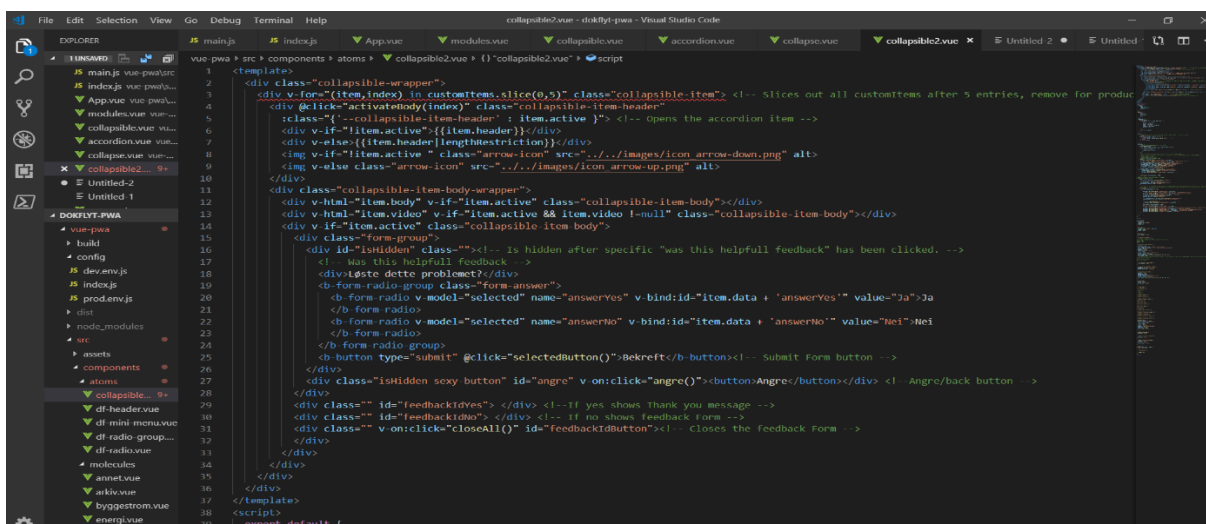 File Edit Selection View Go Debug Terminal Help collapsible2.vue - dokflyt-pwa - Visual Studio Code
EXPLORER JS main.js JS index.js App.vue modules.vue collapsible.vue accordion.vue collapse.vue collapsible2.vue × Untitled-2 ● Untitled
1 UNSAVED vue-pwa › src › components › atoms › collapsible2.vue › {} "collapsible2.vue" › script
JS main.js vue-pwa\src
JS index.js vue-pwa\s...
App.vue vue-pwa\...
modules.vue vue-...
collapsible.vue vu...
accordion.vue vue...
collapse.vue vue-...
× collapsible2.... 9+
● Untitled-2
Untitled-1
DOKFLYT-PWA
vue-pwa
build
config
JS dev.env.js
JS index.js
JS prod.env.js
dist
node_modules
src
assets
components
atoms
collapsible... 9+
df-header.vue
df-mini-menu.vue
df-radio-group....
df-radio.vue
molecules
annet.vue
arkiv.vue
byggestrom.vue
energi.vue
1 <template>
2 <div class="collapsible-wrapper">
3 <div v-for="(item,index) in customItems.slice(0,5)" class="collapsible-item"> <!-- Slices out all customItems after 5 entries, remove for produc
4 <div @click="activateBody(index)" class="collapsible-item-header"
5 :class="{'--collapsible-item-header' : item.active }"> <!-- Opens the accordion item -->
6 <div v-if="!item.active">{{item.header}}</div>
7 <div v-else>{{item.header|lengthRestriction}}</div>
8 <img v-if="!item.active " class="arrow-icon" src="../../images/icon_arrow-down.png" alt>
9 <img v-else class="arrow-icon" src="../../images/icon_arrow-up.png" alt>
10 </div>
11 <div class="collapsible-item-body-wrapper">
12 <div v-html="item.body" v-if="item.active" class="collapsible-item-body"></div>
13 <div v-html="item.video" v-if="item.active && item.video !=null" class="collapsible-item-body"></div>
14 <div v-if="item.active" class="collapsible-item-body">
15 <div class="form-group">
16 <div id="isHidden" class=""><!-- Is hidden after specific "was this helpfull feedback" has been clicked. -->
17 <!-- Was this helpfull feedback -->
18 <div>Løste dette problemet?</div>
19 <b-form-radio-group class="form-answer">
20 <b-form-radio v-model="selected" name="answerYes" v-bind:id="item.data + 'answerYes'" value="Ja">Ja
21 </b-form-radio>
22 <b-form-radio v-model="selected" name="answerNo" v-bind:id="item.data + 'answerNo'" value="Nei">Nei
23 </b-form-radio>
24 </b-form-radio-group>
25 <b-button type="submit" @click="selectedButton()">Bekreft</b-button><!-- Submit Form button -->
26 </div>
27 <div class="isHidden sexy-button" id="angre" v-on:click="angre()"><button>Angre</button></div> <!--Angre/back button -->
28 </div>
29 <div class="" id="feedbackIdYes"> </div> <!--If yes shows Thank you message -->
30 <div class="" id="feedbackIdNo"> </div> <!-- If no shows feedback Form -->
31 <div class="" v-on:click="closeAll()" id="feedbackIdButton"><!-- Closes the feedback Form -->
32 </div>
33 </div>
34 </div>
35 </div>
36 </div>
37 </template>
38 <script>
39 export default {